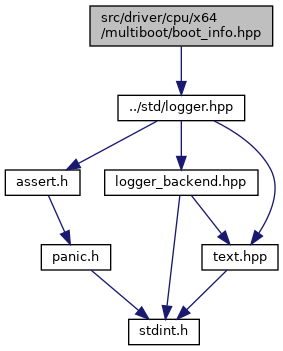 src/driver/cpu/x64
/multiboot/boot_info.hpp
../std/logger.hpp
assert.h
logger_backend.hpp
panic.h
text.hpp
stdint.h